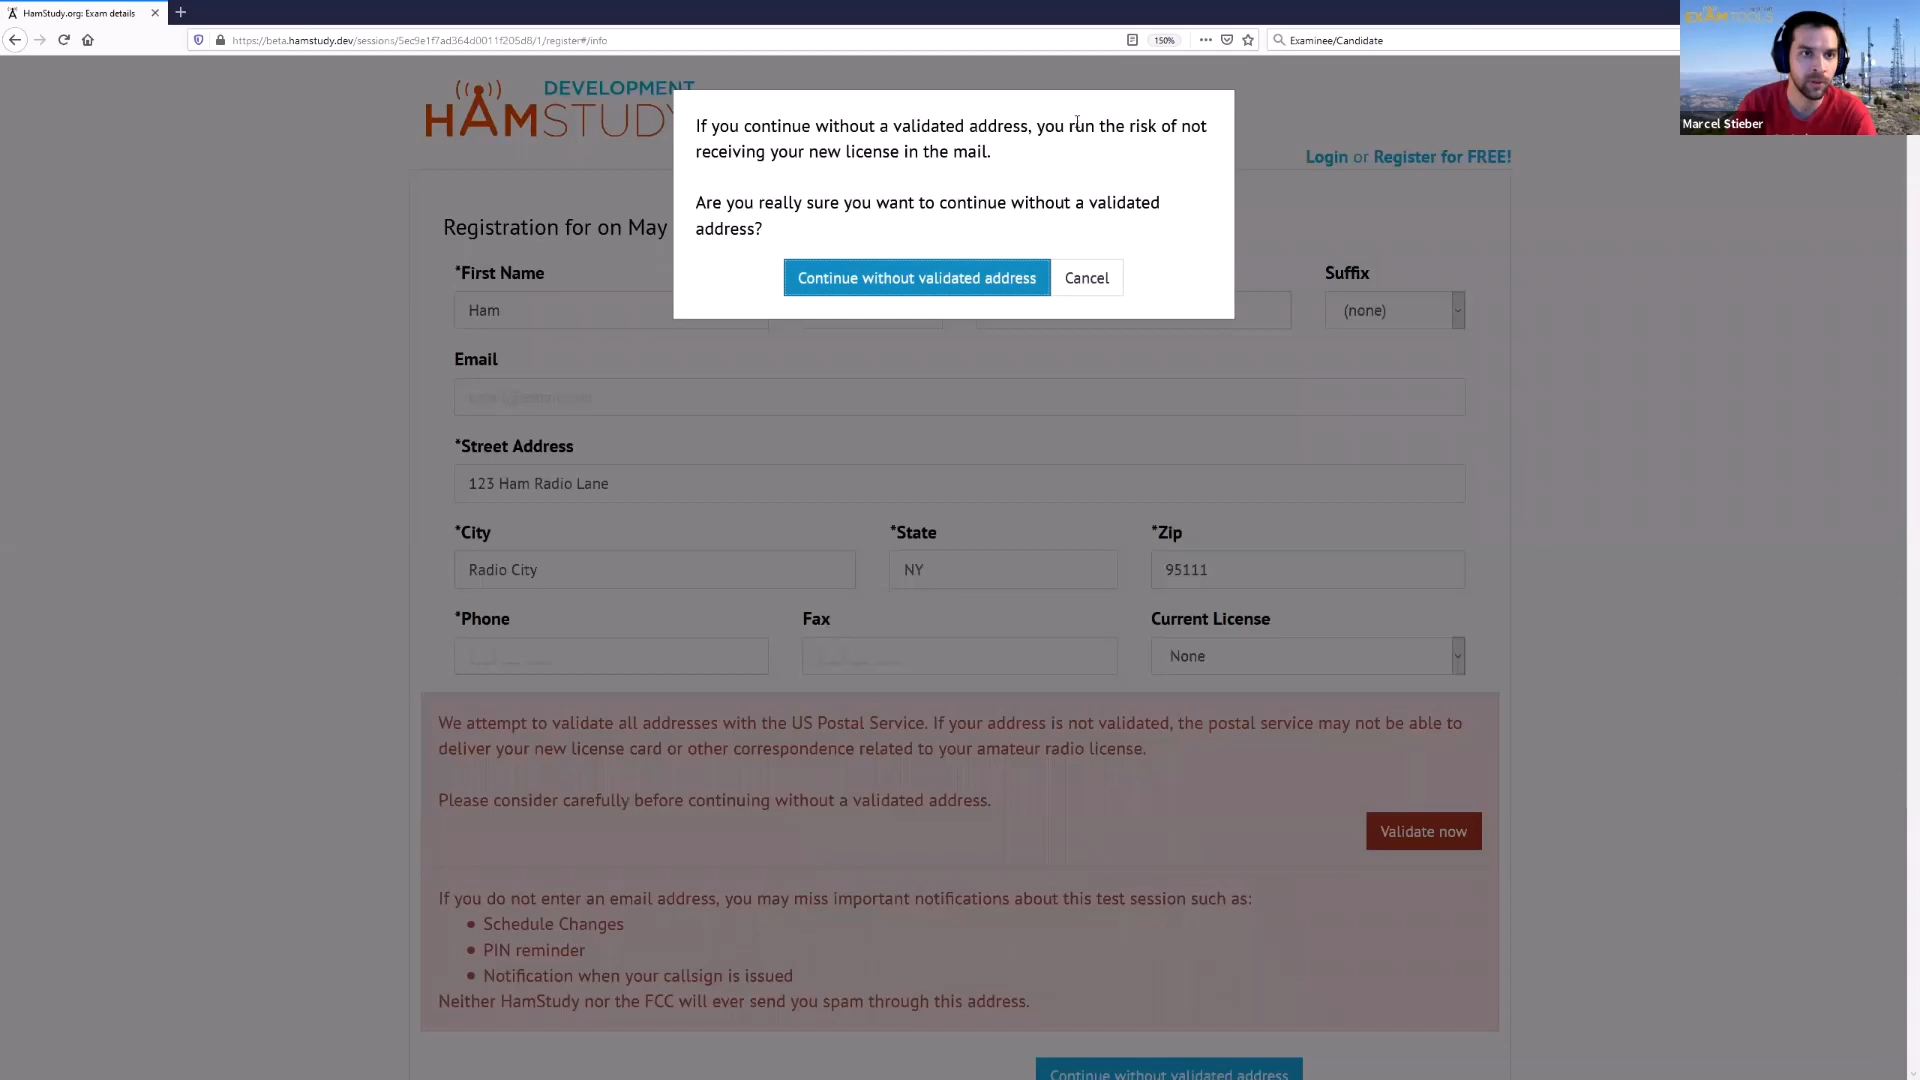 HamStudy.org: Exam details
https://beta.hamstudy.dev/sessions/5ec9e1f7ad364d0011f205d8/1/register#/info
150%
Examinee/Candidate
EXAMTOOLS
Marcel Stieber
DEVELOPMENT
HAMSTUDY
Login or Register for FREE!
If you continue without a validated address, you run the risk of not
receiving your new license in the mail.
Are you really sure you want to continue without a validated
address?
Continue without validated address
Cancel
Registration for on May
*First Name
Suffix
Ham
(none)
Email
*Street Address
123 Ham Radio Lane
*City
*State
*Zip
Radio City
NY
95111
*Phone
Fax
Current License
None
We attempt to validate all addresses with the US Postal Service. If your address is not validated, the postal service may not be able to
deliver your new license card or other correspondence related to your amateur radio license.
Please consider carefully before continuing without a validated address.
Validate now
If you do not enter an email address, you may miss important notifications about this test session such as:
• Schedule Changes
• PIN reminder
• Notification when your callsign is issued
Neither HamStudy nor the FCC will ever send you spam through this address.
Continue without validated address